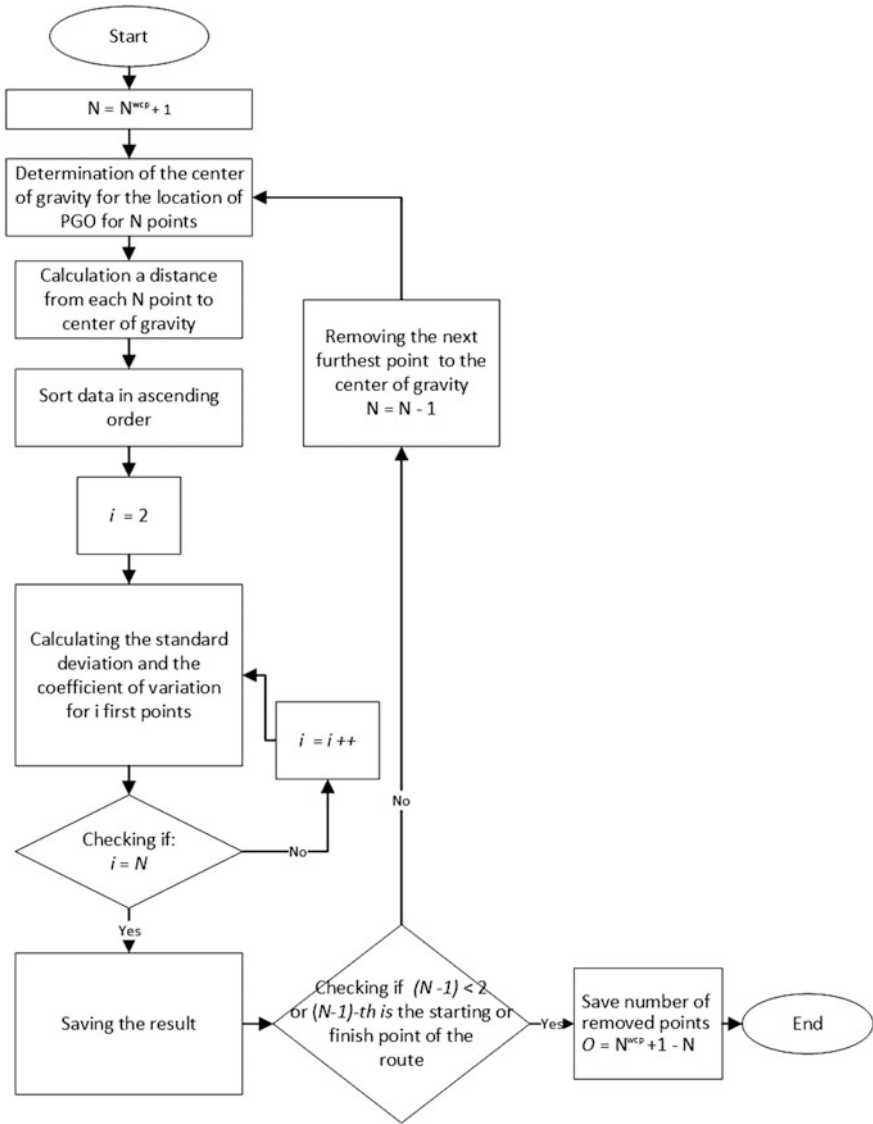 Start
N = Nʷᶜᵖ + 1
Determination of the center
of gravity for the location of
PGO for N points
Calculation a distance
from each N point to
center of gravity
Sort data in ascending
order
i = 2
Calculating the standard
deviation and the
coefficient of variation
for i first points
i = i ++
Checking if:
i = N
No
Yes
Saving the result
Removing the next
furthest point to the
center of gravity
N = N - 1
No
Checking if (N -1) < 2
or (N-1)-th is the starting or
finish point of the
route
Yes
Save number of
removed points
O = Nʷᶜᵖ +1 - N
End